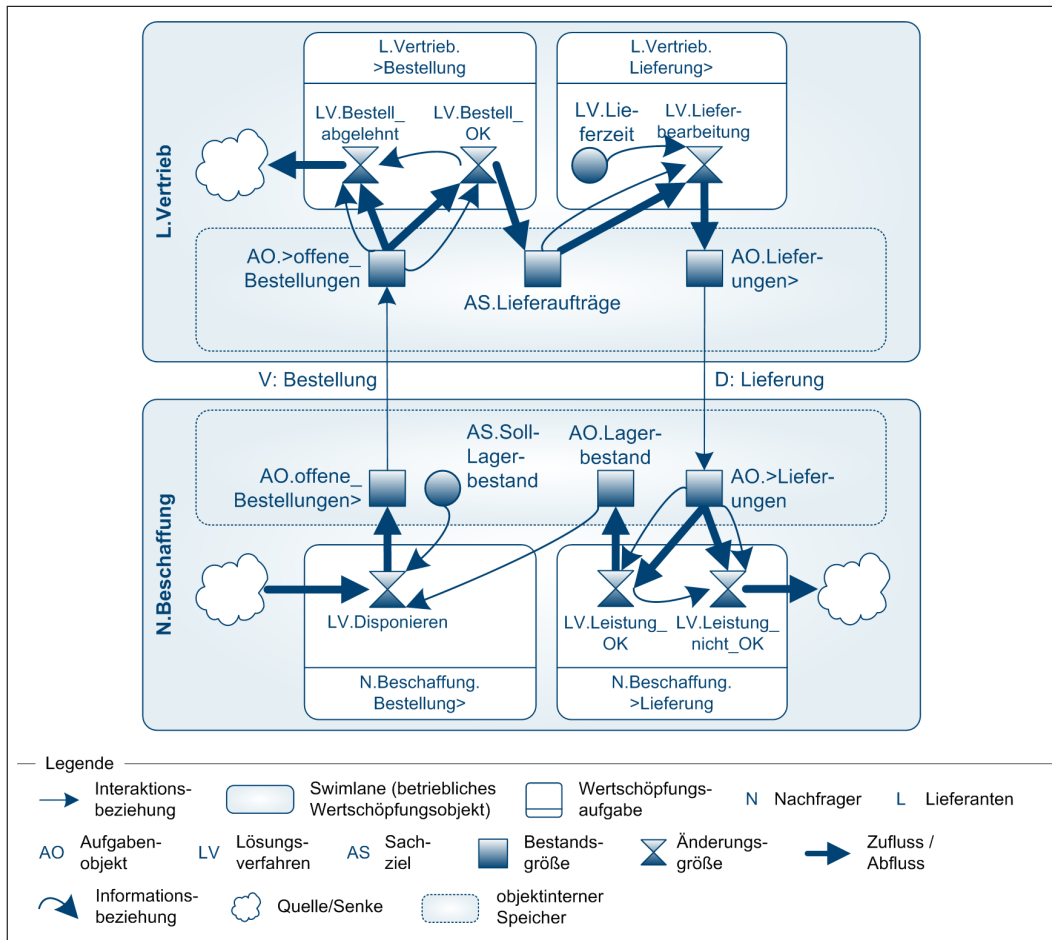 L.Vertrieb
L.Vertrieb.
>Bestellung
LV.Bestell_
abgelehnt
LV.Bestell_
OK
L.Vertrieb.
Lieferung>
LV.Lie-
ferzeit
LV.Liefer-
bearbeitung
AO.>offene_
Bestellungen
AS.Lieferaufträge
AO.Liefer-
ungen>
V: Bestellung
D: Lieferung
N.Beschaffung
AO.offene_
Bestellungen>
AS.Soll-
Lager-
bestand
AO.Lager-
bestand
AO.>Liefer-
ungen
LV.Disponieren
N.Beschaffung.
Bestellung>
LV.Leistung_
OK
LV.Leistung_
nicht_OK
N.Beschaffung.
>Lieferung
Legende
Interaktions-
beziehung
Swimlane (betriebliches
Wertschöpfungsobjekt)
Wertschöpfungs-
aufgabe
N Nachfrager
L Lieferanten
AO Aufgaben-
objekt
LV Lösungs-
verfahren
AS Sach-
ziel
Bestands-
größe
Änderungs-
größe
Zufluss /
Abfluss
Informations-
beziehung
Quelle/Senke
objektinterner
Speicher